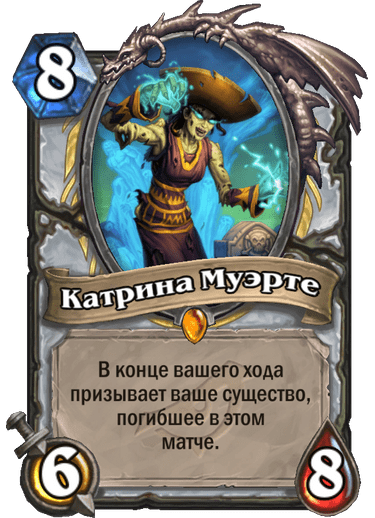 8
Катрина Муэрте
В конце вашего хода
призывает ваше существо,
погибшее в этом
матче.
6
8